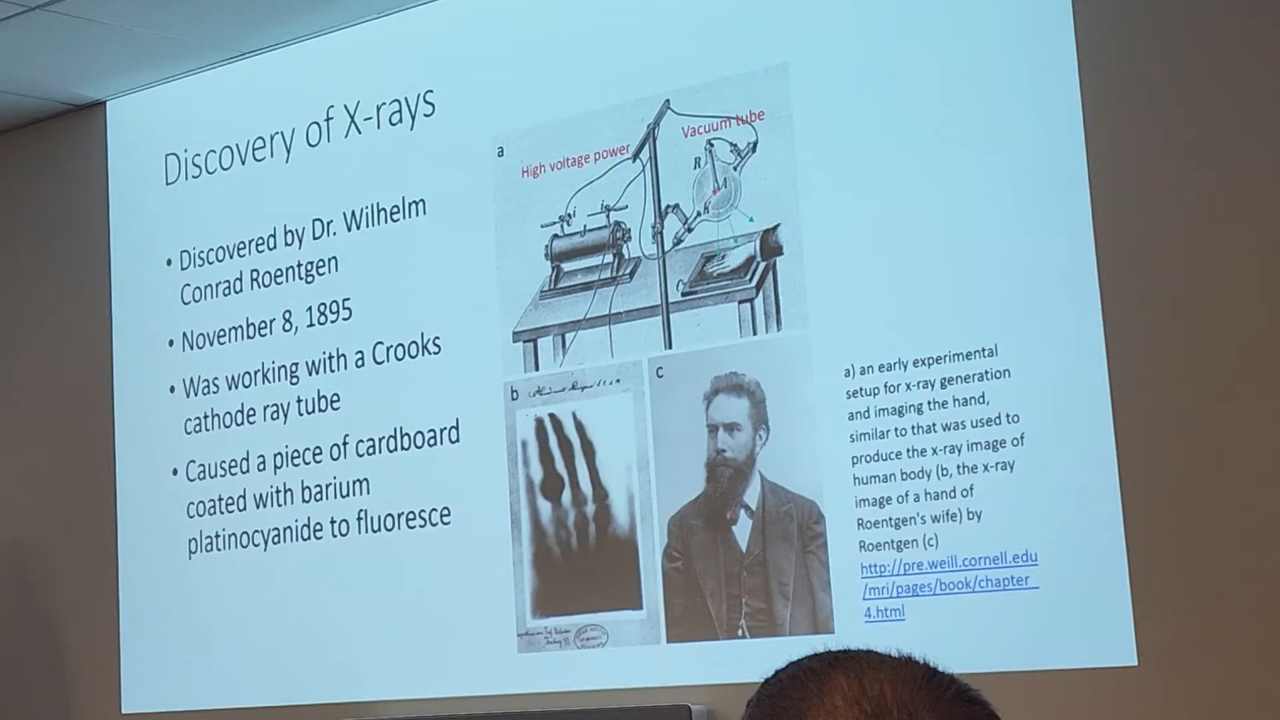 Discovery of X-rays
• Discovered by Dr. Wilhelm
Conrad Roentgen
• November 8, 1895
• Was working with a Crooks
cathode ray tube
• Caused a piece of cardboard
coated with barium
platinocyanide to fluoresce
a
High voltage power
Vacuum tube
R
A
K
b
c
a) an early experimental
setup for x-ray generation
and imaging the hand,
similar to that was used to
produce the x-ray image of
human body (b, the x-ray
image of a hand of
Roentgen's wife) by
Roentgen (c)
http://pre.weill.cornell.edu
/mri/pages/book/chapter_
4.html